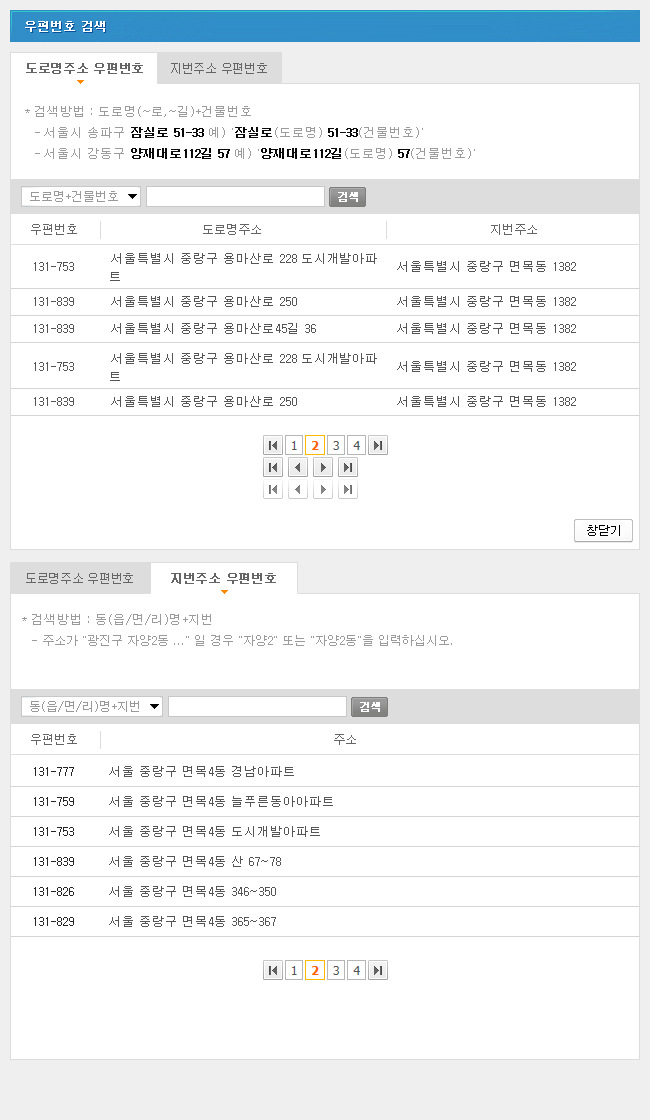 우편번호 검색
도로명주소 우편번호 지번주소 우편번호
* 검색방법 : 도로명(~로,~길)+건물번호
- 서울시 송파구 잠실로 51-33 예) '잠실로(도로명) 51-33(건물번호)'
- 서울시 강동구 양재대로112길 57 예) '양재대로112길(도로명) 57(건물번호)'
도로명+건물번호 검색
우편번호 도로명주소 지번주소
131-753 서울특별시 중랑구 용마산로 228 도시개발아파트 서울특별시 중랑구 면목동 1382
131-839 서울특별시 중랑구 용마산로 250 서울특별시 중랑구 면목동 1382
131-839 서울특별시 중랑구 용마산로45길 36 서울특별시 중랑구 면목동 1382
131-753 서울특별시 중랑구 용마산로 228 도시개발아파트 서울특별시 중랑구 면목동 1382
131-839 서울특별시 중랑구 용마산로 250 서울특별시 중랑구 면목동 1382
1 2 3 4
창닫기
도로명주소 우편번호 지번주소 우편번호
* 검색방법 : 동(읍/면/리)명+지번
- 주소가 "광진구 자양2동 ..." 일 경우 "자양2" 또는 "자양2동"을 입력하십시오.
동(읍/면/리)명+지번 검색
우편번호 주소
131-777 서울 중랑구 면목4동 경남아파트
131-759 서울 중랑구 면목4동 늘푸른동아아파트
131-753 서울 중랑구 면목4동 도시개발아파트
131-839 서울 중랑구 면목4동 산 67~78
131-826 서울 중랑구 면목4동 346~350
131-829 서울 중랑구 면목4동 365~367
1 2 3 4